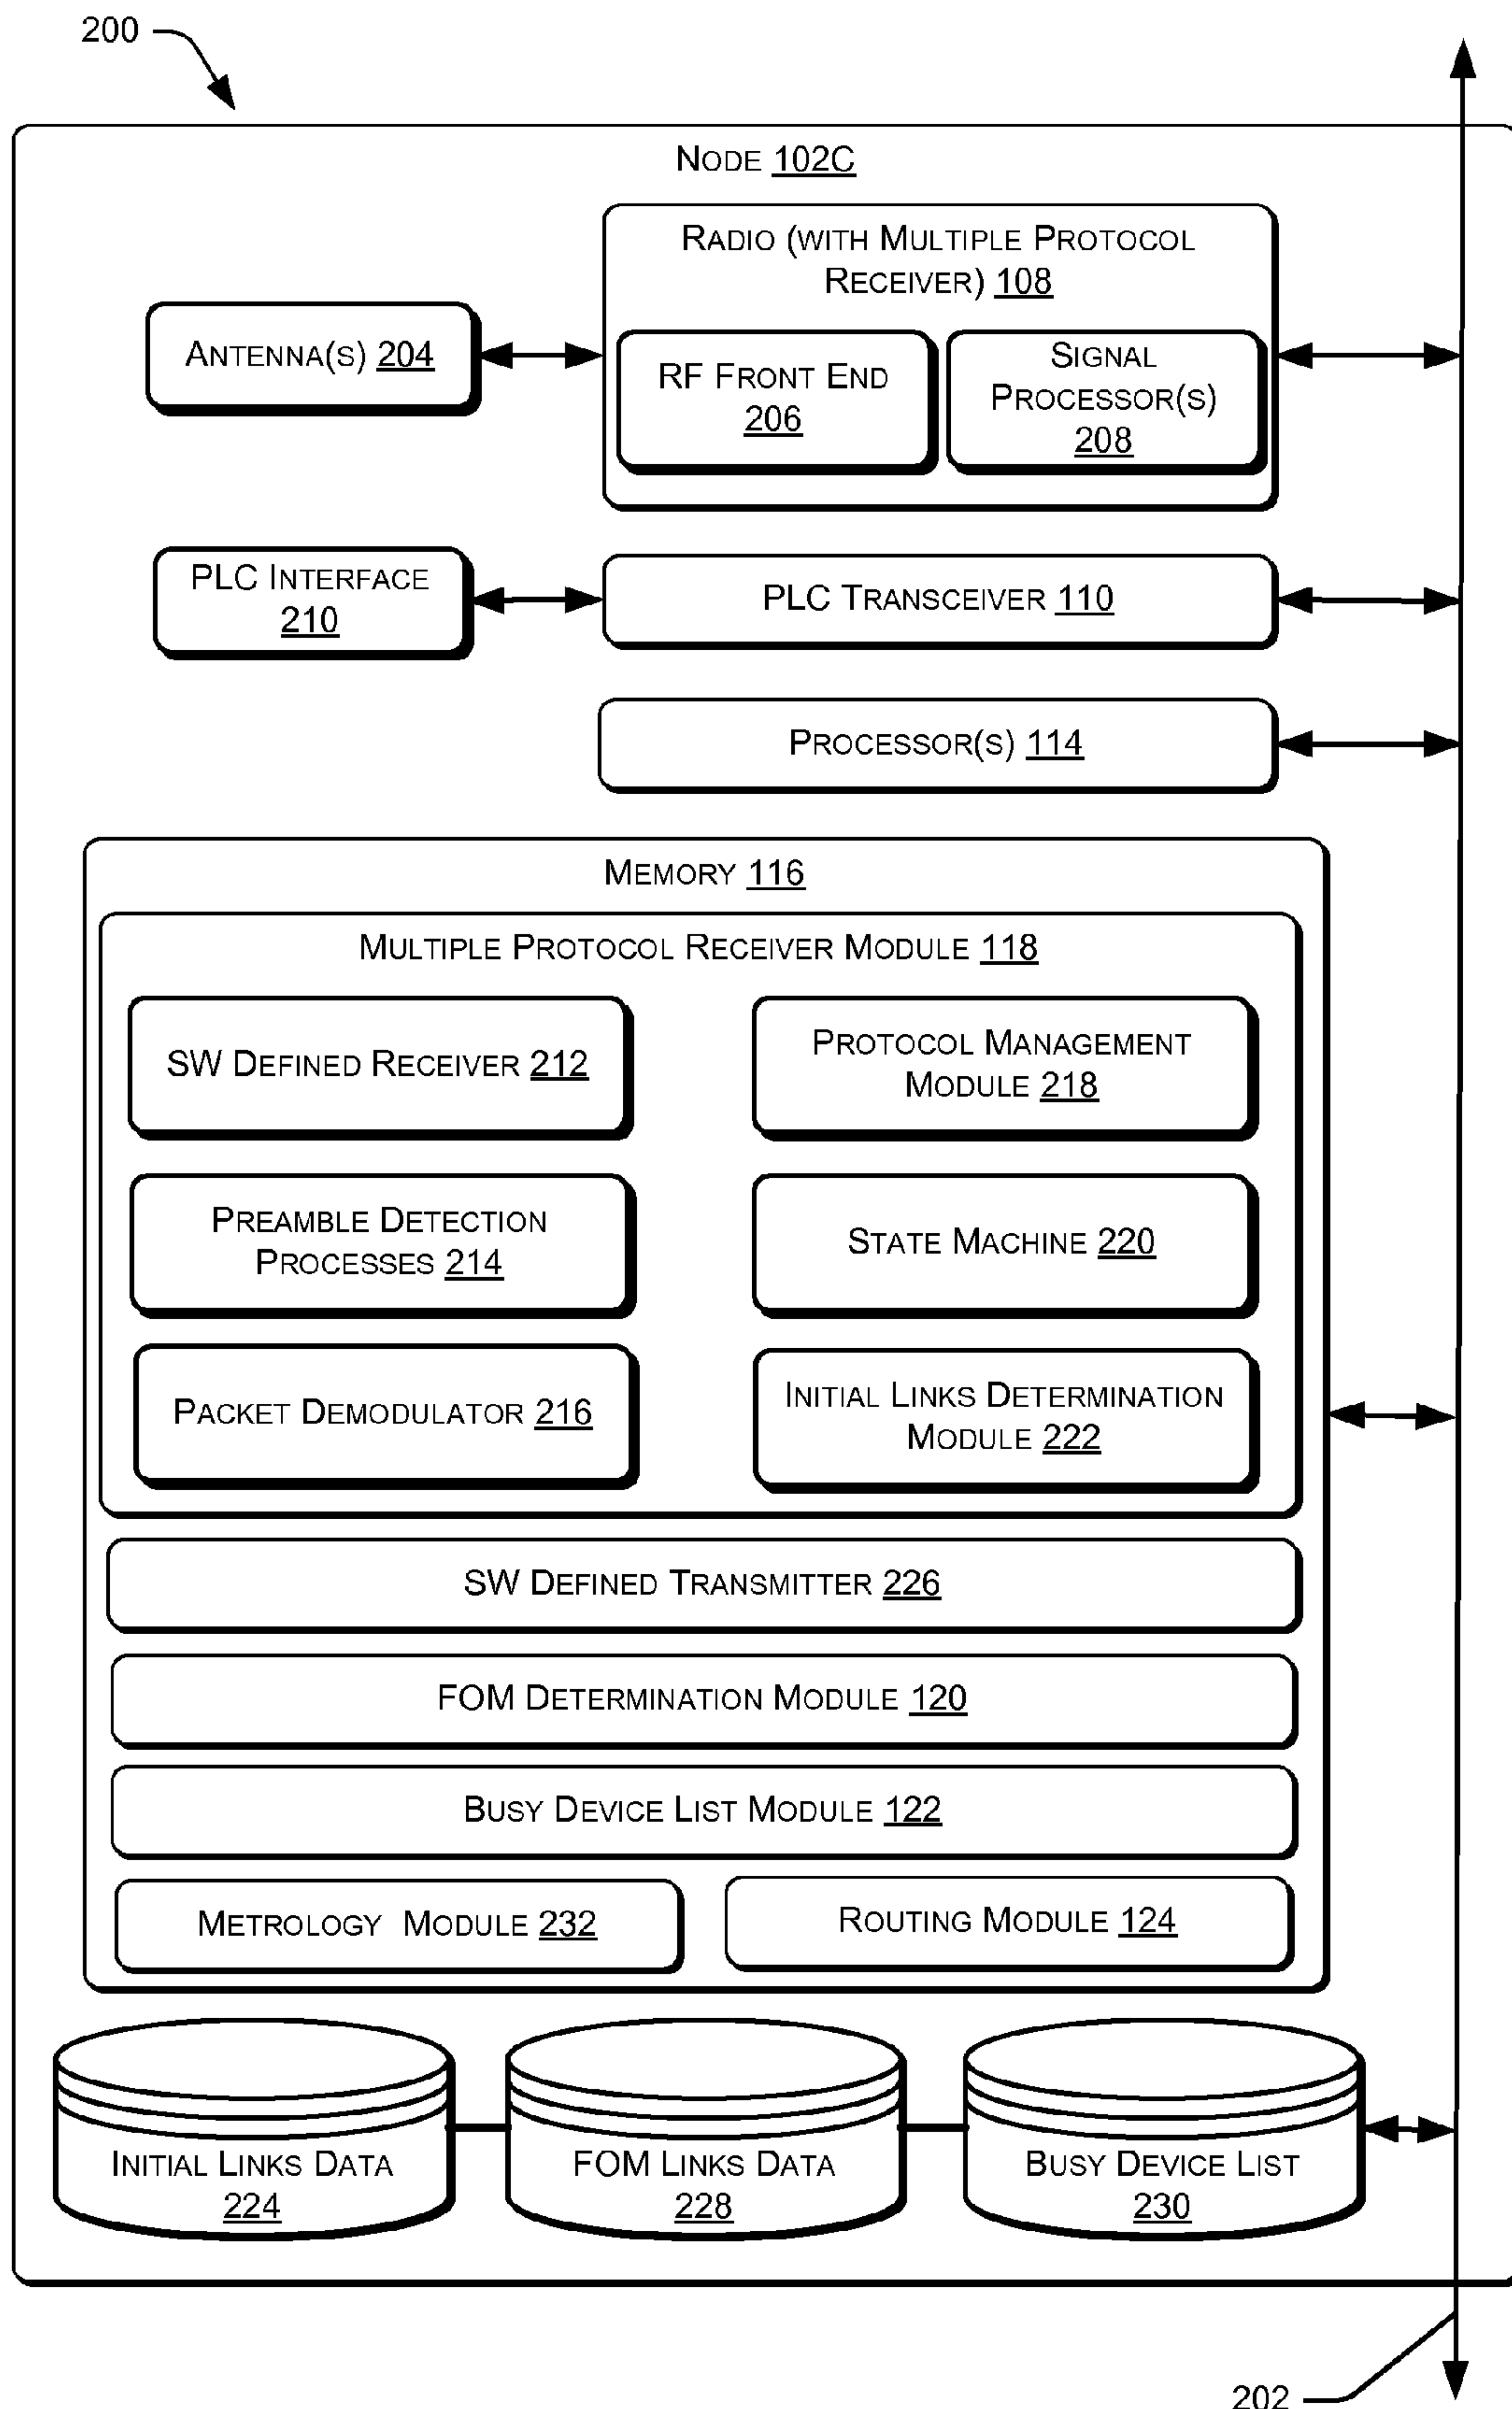 200
NODE 102C
RADIO (WITH MULTIPLE PROTOCOL
RECEIVER) 108
ANTENNA(S) 204
RF FRONT END
206
SIGNAL
PROCESSOR(S)
208
PLC INTERFACE
210
PLC TRANSCEIVER 110
PROCESSOR(S) 114
MEMORY 116
MULTIPLE PROTOCOL RECEIVER MODULE 118
SW DEFINED RECEIVER 212
PROTOCOL MANAGEMENT
MODULE 218
PREAMBLE DETECTION
PROCESSES 214
STATE MACHINE 220
PACKET DEMODULATOR 216
INITIAL LINKS DETERMINATION
MODULE 222
SW DEFINED TRANSMITTER 226
FOM DETERMINATION MODULE 120
BUSY DEVICE LIST MODULE 122
METROLOGY MODULE 232
ROUTING MODULE 124
INITIAL LINKS DATA
224
FOM LINKS DATA
228
BUSY DEVICE LIST
230
202